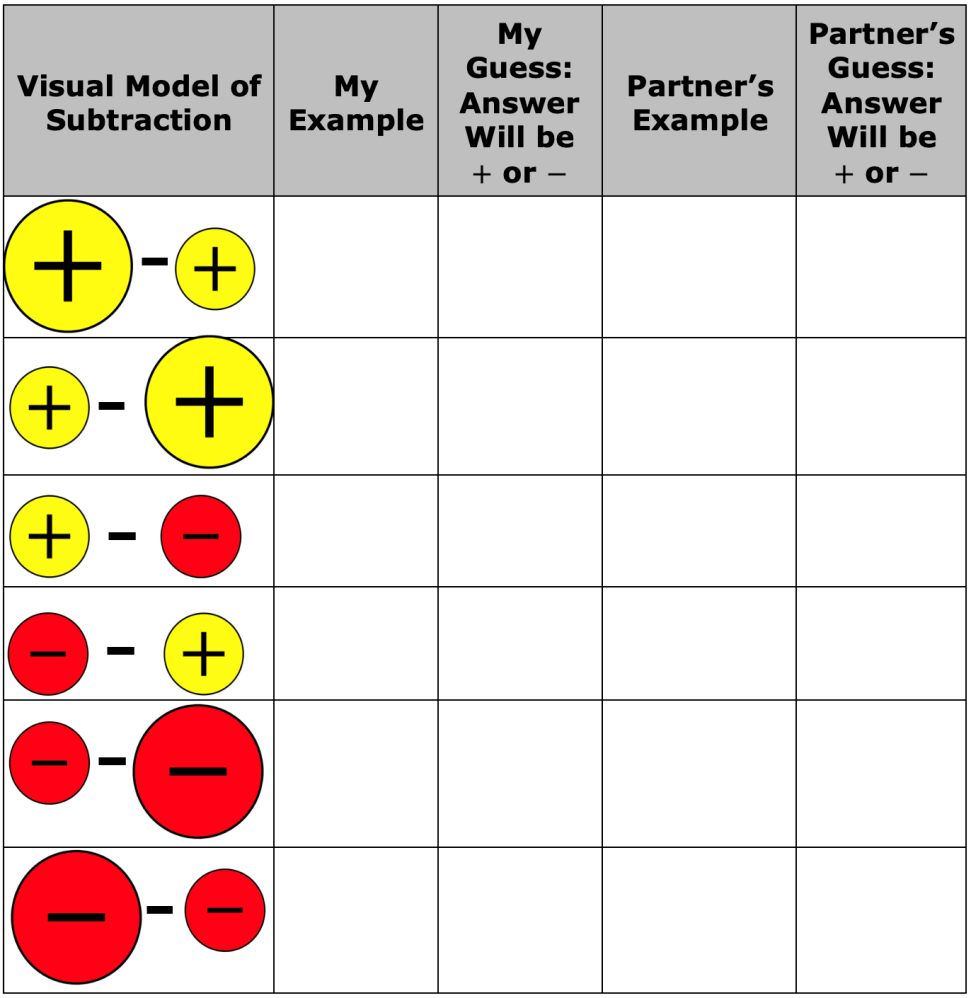 Visual Model of
Subtraction
My
Example
My
Guess:
Answer
Will be
+ or −
Partner’s
Example
Partner’s
Guess:
Answer
Will be
+ or −
+ - +
+ - +
+ - −
− - +
− - −
− - −